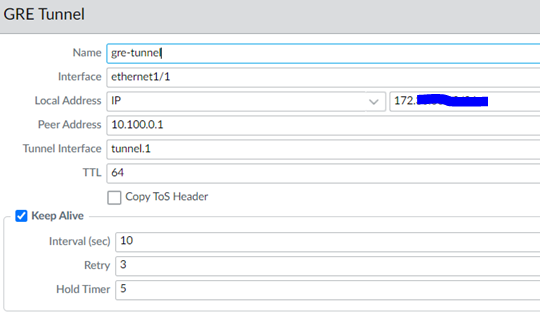 GRE Tunnel
Name gre-tunnel
Interface ethernet1/1
Local Address IP 172.
Peer Address 10.100.0.1
Tunnel Interface tunnel.1
TTL 64
Copy ToS Header
Keep Alive
Interval (sec) 10
Retry 3
Hold Timer 5